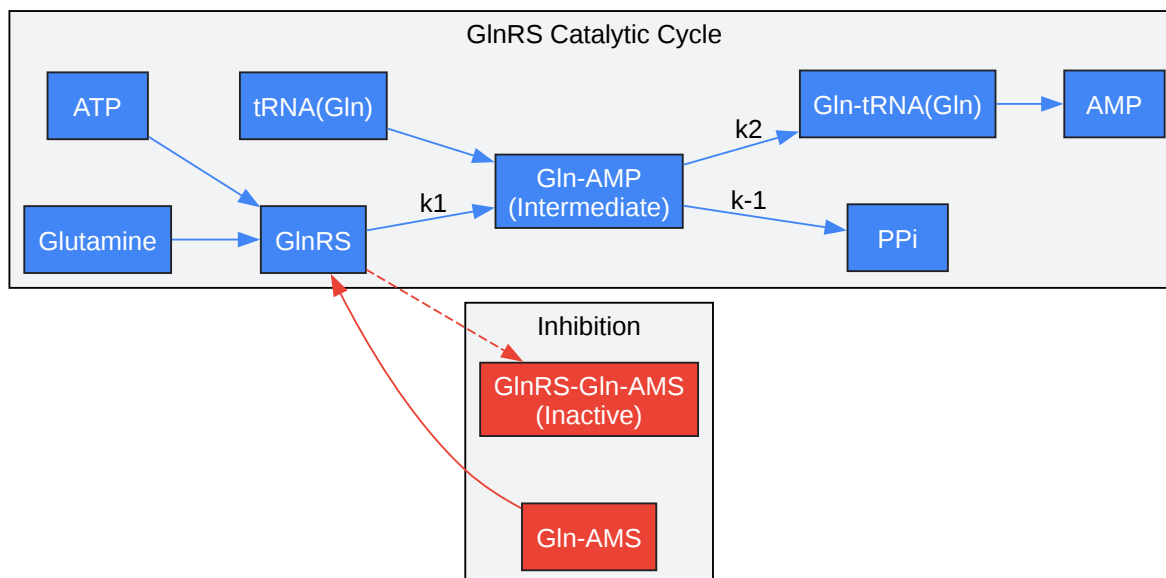 GlnRS Catalytic Cycle
ATP
tRNA(Gln)
Gln-tRNA(Gln)
AMP
k2
Gln-AMP
(Intermediate)
k1
k-1
Glutamine
GlnRS
PPi
Inhibition
GlnRS-Gln-AMS
(Inactive)
Gln-AMS